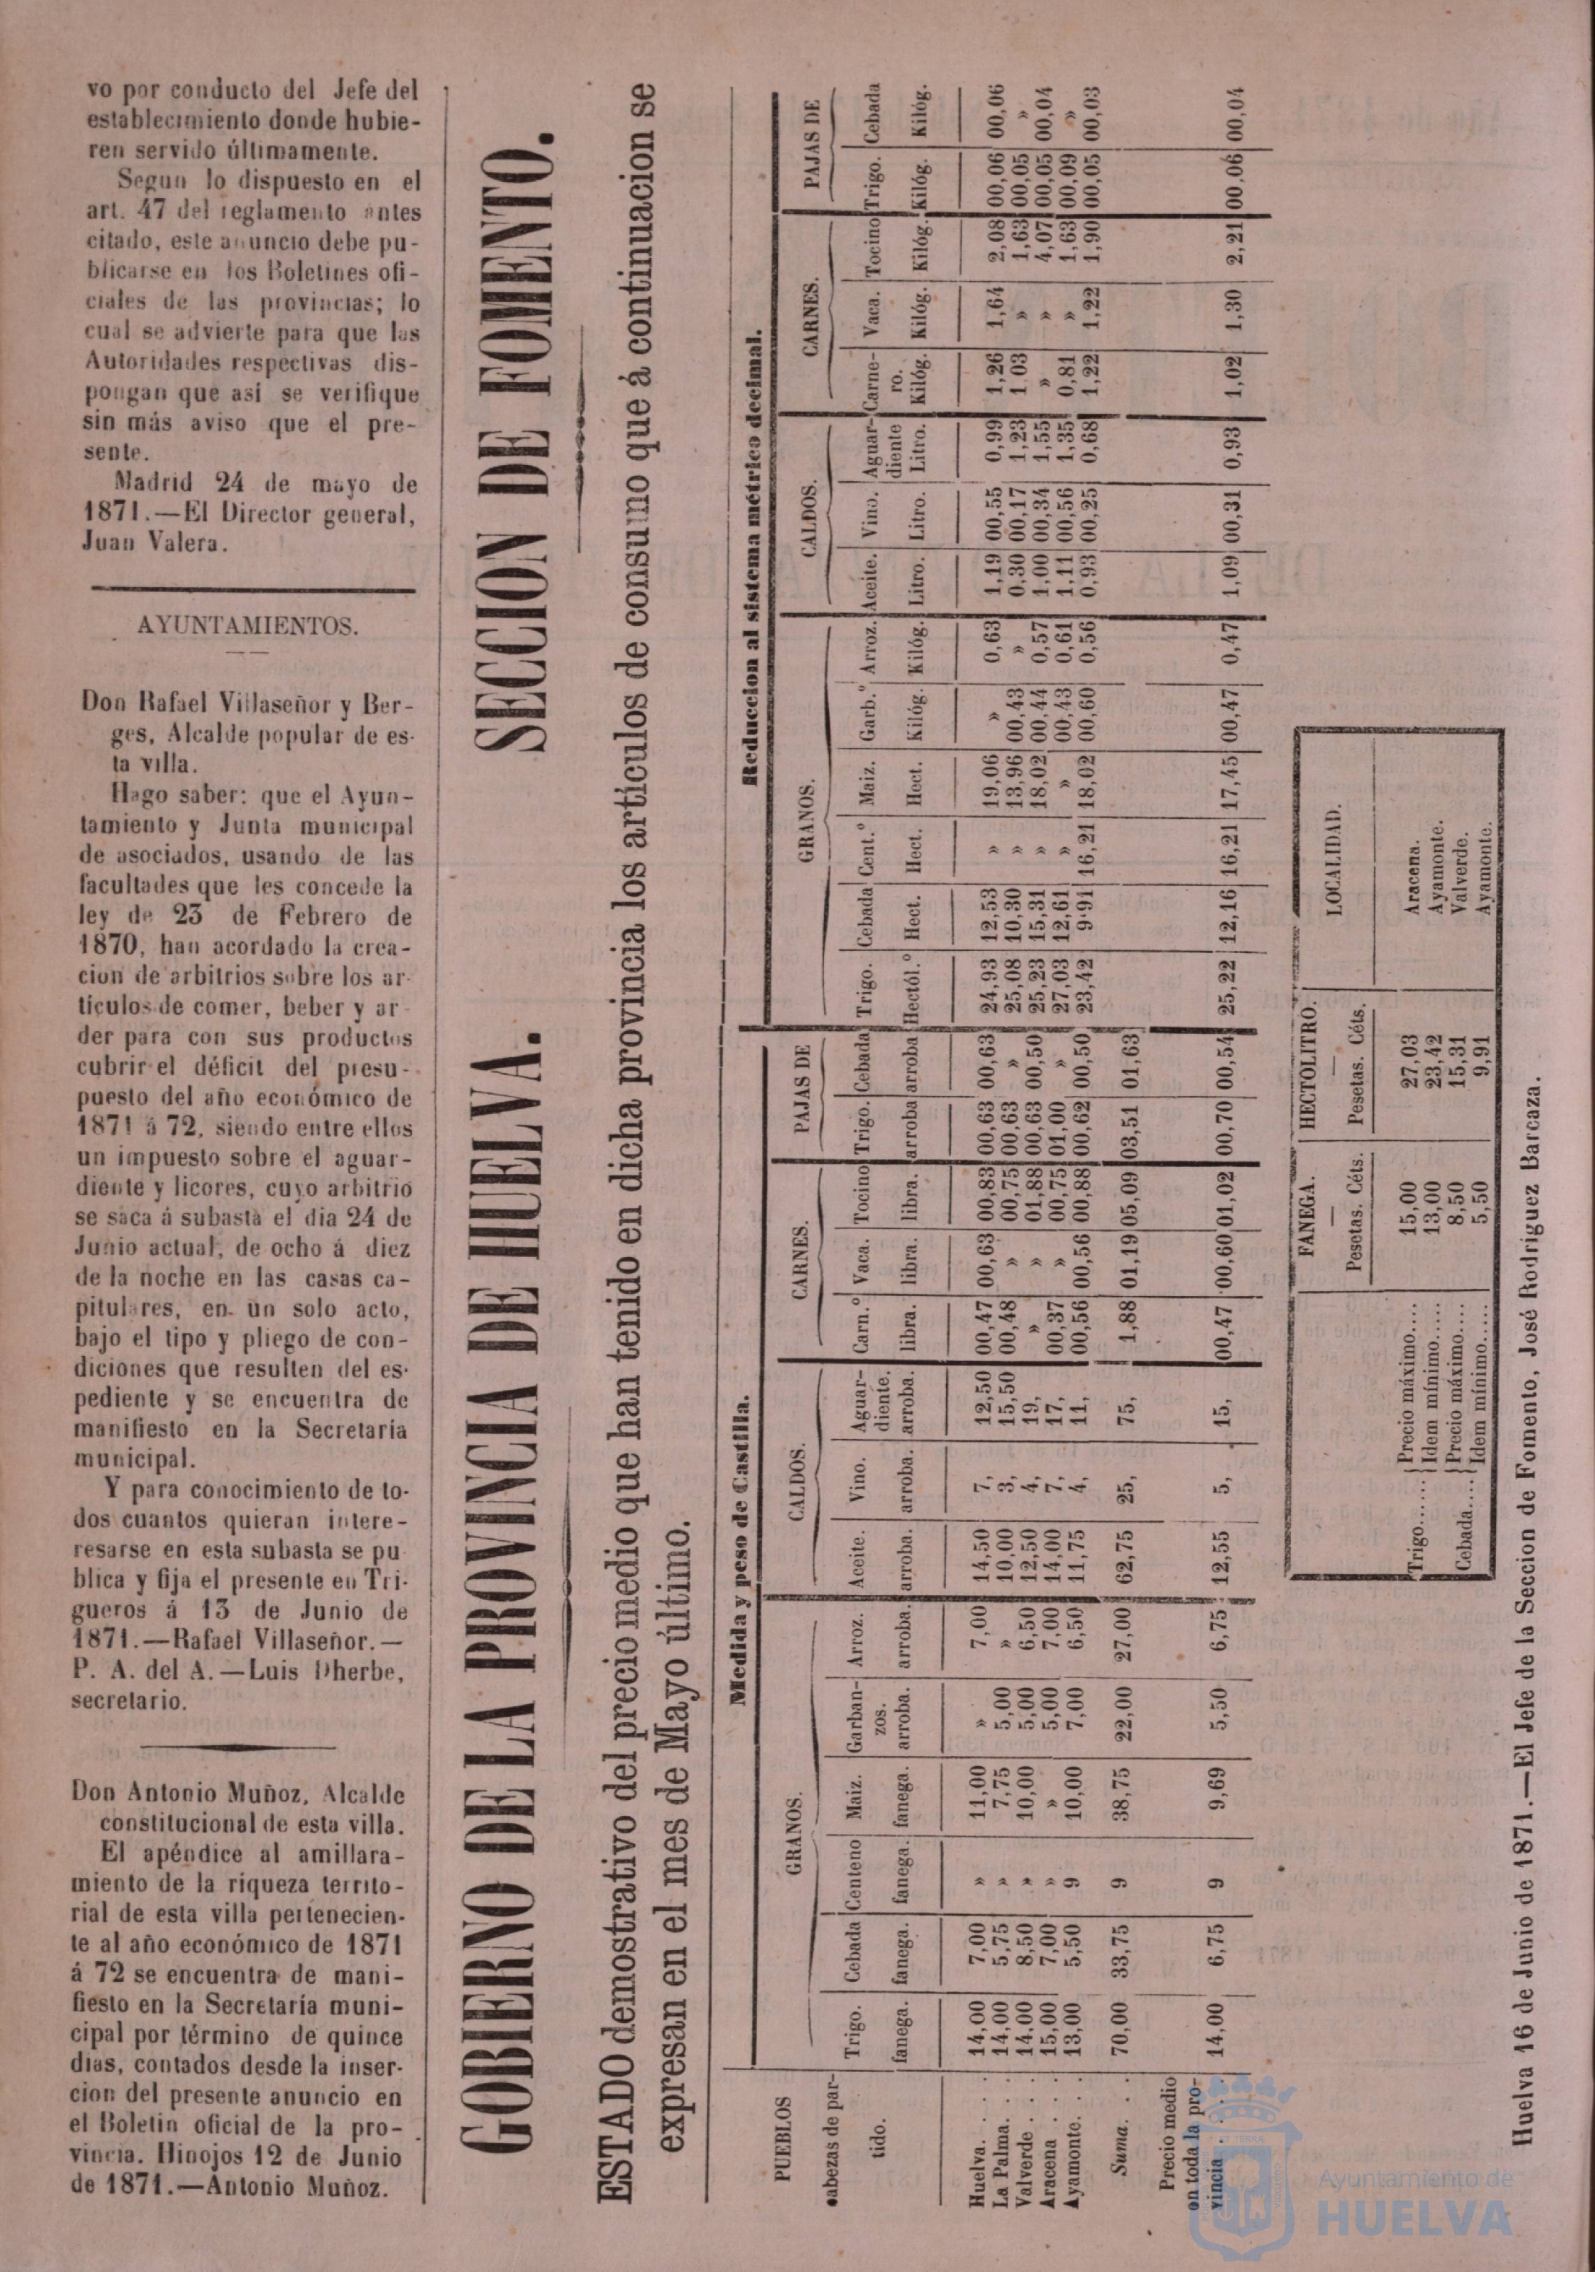 vo por conducto del Jefe del
establecimiento donde hubie-
ren servido últimamente.
Segun lo dispuesto en el
art. 47 del reglamento antes
citado, este anuncio debe pu-
blicarse en los Boletines ofi-
ciales de las provincias; lo
cual se advierte para que las
Autoridades respectivas dis-
pongan que así se verifique
sin más aviso que el pre-
sente.
Madrid 24 de mayo de
1871.—El Director general,
Juan Valera.
AYUNTAMIENTOS.
Don Rafael Villaseñor y Ber-
ges, Alcalde popular de es-
ta villa.
Hago saber: que el Ayun-
tamiento y Junta municipal
de asociados, usando de las
facultades que les concede la
ley de 23 de Febrero de
1870, han acordado la crea-
cion de arbitrios sobre los ar-
tículos de comer, beber y ar-
der para con sus productos
cubrir el déficit del presu-
puesto del año económico de
1871 á 72, siendo entre ellos
un impuesto sobre el aguar-
diente y licores, cuyo arbitrio
se saca á subasta el dia 24 de
Junio actual, de ocho á diez
de la noche en las casas ca-
pitulares, en un solo acto,
bajo el tipo y pliego de con-
diciones que resulten del es-
pediente y se encuentra de
manifiesto en la Secretaría
municipal.
Y para conocimiento de to-
dos cuantos quieran intere-
resarse en esta subasta se pu
blica y fija el presente en Tri-
gueros á 13 de Junio de
1871.—Rafael Villaseñor.—
P. A. del A.—Luis Dherbe,
secretario.
Don Antonio Muñoz, Alcalde
constitucional de esta villa.
El apéndice al amillara-
miento de la riqueza territo-
rial de esta villa pertenecien-
te al año económico de 1871
á 72 se encuentra de mani-
fiesto en la Secretaría muni-
cipal por término de quince
dias, contados desde la inser-
cion del presente anuncio en
el Boletin oficial de la pro-
vincia. Hinojos 12 de Junio
de 1871.—Antonio Muñoz.
GOBIERNO DE LA PROVINCIA DE HUELVA. SECCION DE FOMENTO.
ESTADO demostrativo del precio medio que han tenido en dicha provincia los artículos de consumo que á continuacion se
expresan en el mes de Mayo último.
Medida y peso de Castilla. Reduccion al sistema métrico decimal.
PUEBLOS GRANOS. CALDOS. CARNES. PAJAS DE GRANOS. CALDOS. CARNES. PAJAS DE
cabezas de par- Trigo. Cebada Centeno Maiz. Garban- Arroz. Aceite. Vino. Aguar- Carn.º Vaca. Tocino Trigo. Cebada Trigo. Cebada Cent.º Maiz. Garb.º Arroz. Aceite. Vino. Aguar- Carne- Vaca. Tocino Trigo. Cebada
zos. diente. diente ro.
tido. fanega. fanega. fanega. fanega. arroba. arroba. arroba. arroba. arroba. libra. libra. libra. arroba arroba Hectól.º Hect. Hect. Hect. Kilóg. Kilóg. Litro. Litro. Litro. Kilóg. Kilóg. Kilóg. Kilóg. Kilóg.
Huelva. . . 14,00 7,00 » 11,00 » 7,00 14,50 7, 12,50 00,47 00,63 00,83 00,63 00,63 24,93 12,53 » 19,06 » 0,63 1,19 00,55 0,99 1,26 1,64 2,08 00,06 00,06
La Palma. . . 14,00 5,75 » 7,75 5,00 » 10,00 3, 15,50 00,48 » 00,75 00,63 » 25,08 10,30 » 13,96 00,43 » 0,30 00,17 1,23 1.03 » 1,63 00,05 »
Valverde . . . 14,00 8,50 » 10,00 5,00 6,50 12,50 4, 19, » » 01,88 00,63 00,50 25,23 15,31 » 18,02 00,44 0,57 1,00 00,34 1,55 » » 4,07 00,05 00,04
Aracena . . . 15,00 7,00 » » 5,00 7,00 14,00 7, 17, 00,37 » 00,75 01,00 » 27,03 12,61 » » 00,43 0,61 1,11 00,56 1,35 0,81 » 1,63 00,09 »
Ayamonte. . . 13,00 5,50 9 10,00 7,00 6,50 11,75 4, 11, 00,56 00,56 00,88 00,62 00,50 23,42 9·91 16,21 18,02 00,60 0,56 0,93 00,25 0,68 1,22 1,22 1,90 00,05 00,03
Suma. . . 70,00 33,75 9 38,75 22,00 27,00 62,75 25, 75, 1,88 01,19 05,09 03,51 01,63
Precio medio
en toda la pro-
vincia . . . 14,00 6,75 9 9,69 5,50 6,75 12,55 5, 15, 00,47 00,60 01,02 00,70 00,54 25,22 12,16 16,21 17,45 00,47 0,47 1,09 00,31 0,93 1,02 1,30 2,21 00,06 00,04
FANEGA. HECTÓLITRO. LOCALIDAD.
Pesetas. Cénts. Pesetas. Cénts.
Trigo...... Precio máximo.... 15,00 27,03 Aracena.
Idem mínimo..... 13,00 23,42 Ayamonte.
Cebada.... Precio máximo.... 8,50 15,31 Valverde.
Idem mínimo..... 5,50 9,91 Ayamonte.
Huelva 16 de Junio de 1871.—El Jefe de la Seccion de Fomento, José Rodriguez Barcaza.
Ayuntamiento de
HUELVA